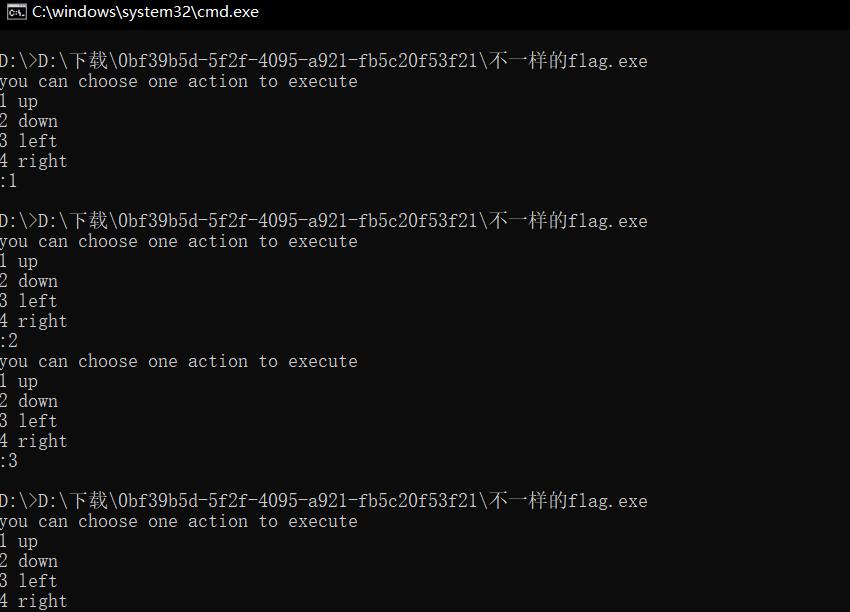 C:\windows\system32\cmd.exe
D:\>D:\下载\0bf39b5d-5f2f-4095-a921-fb5c20f53f21\不一样的flag.exe
you can choose one action to execute
1 up
2 down
3 left
4 right
:1
D:\>D:\下载\0bf39b5d-5f2f-4095-a921-fb5c20f53f21\不一样的flag.exe
you can choose one action to execute
1 up
2 down
3 left
4 right
:2
you can choose one action to execute
1 up
2 down
3 left
4 right
:3
D:\>D:\下载\0bf39b5d-5f2f-4095-a921-fb5c20f53f21\不一样的flag.exe
you can choose one action to execute
1 up
2 down
3 left
4 right